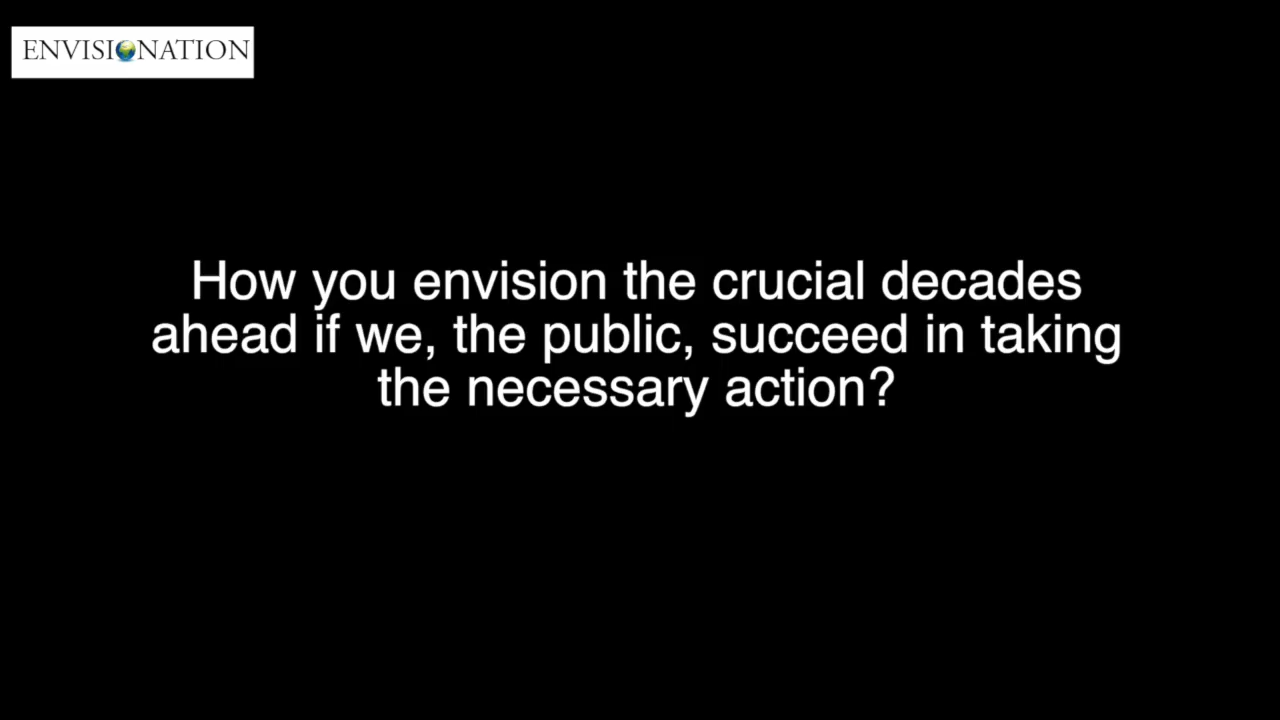 ENVISIONATION
How you envision the crucial decades
ahead if we, the public, succeed in taking
the necessary action?